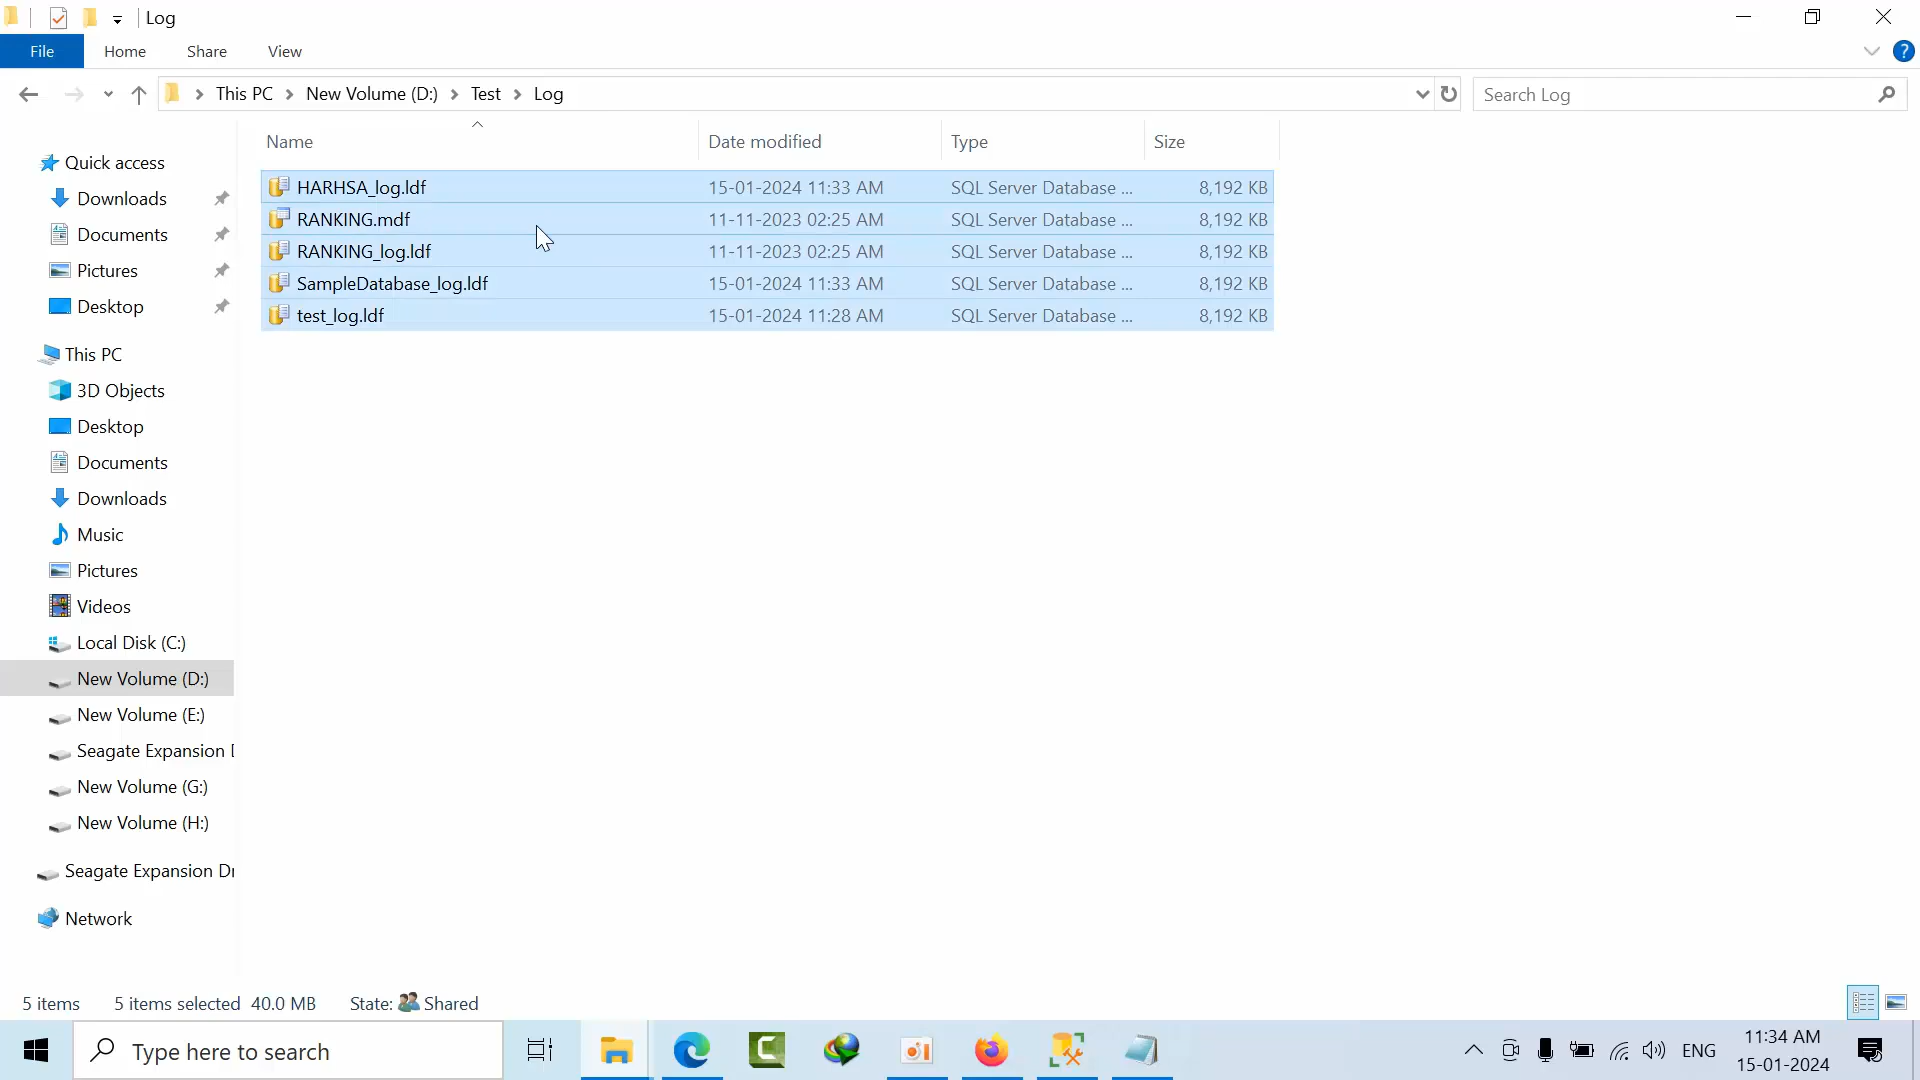 Log
File Home Share View
This PC New Volume (D:) Test Log
Search Log
Name Date modified Type Size
HARHSA_log.ldf 15-01-2024 11:33 AM SQL Server Database ... 8,192 KB
RANKING.mdf 11-11-2023 02:25 AM SQL Server Database ... 8,192 KB
RANKING_log.ldf 11-11-2023 02:25 AM SQL Server Database ... 8,192 KB
SampleDatabase_log.ldf 15-01-2024 11:33 AM SQL Server Database ... 8,192 KB
test_log.ldf 15-01-2024 11:28 AM SQL Server Database ... 8,192 KB
Quick access
Downloads
Documents
Pictures
Desktop
This PC
3D Objects
Desktop
Documents
Downloads
Music
Pictures
Videos
Local Disk (C:)
New Volume (D:)
New Volume (E:)
Seagate Expansion D
New Volume (G:)
New Volume (H:)
Seagate Expansion Dr
Network
5 items 5 items selected 40.0 MB State: Shared
Type here to search
ENG
11:34 AM
15-01-2024